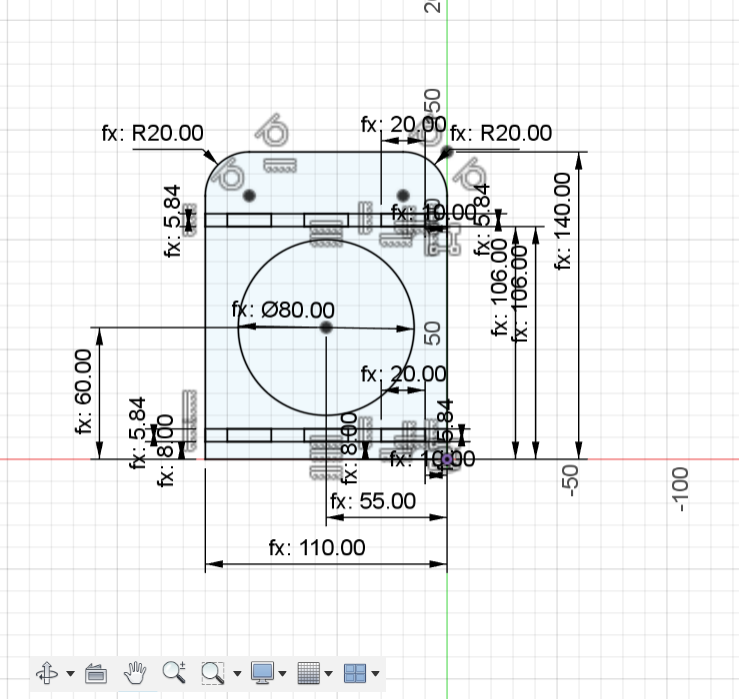 20
50
fx: R20.00
fx: 20.00
fx: R20.00
fx: 5.84
fx: 10.00
fx: 5.84
fx: 140.00
fx: 106.00
fx: 106.00
fx: Ø80.00
50
fx: 60.00
fx: 20.00
fx: 5.84
fx: 8.00
fx: 8.00
5.84
fx: 10.00
-50
-100
fx: 55.00
fx: 110.00